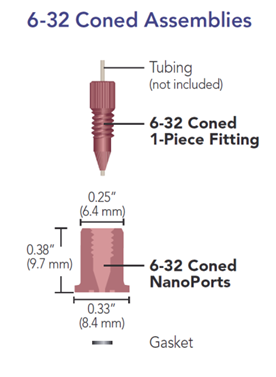 6-32 Coned Assemblies
Tubing
(not included)
6-32 Coned
1-Piece Fitting
0.25"
(6.4 mm)
0.38"
(9.7 mm)
6-32 Coned
NanoPorts
0.33"
(8.4 mm)
Gasket